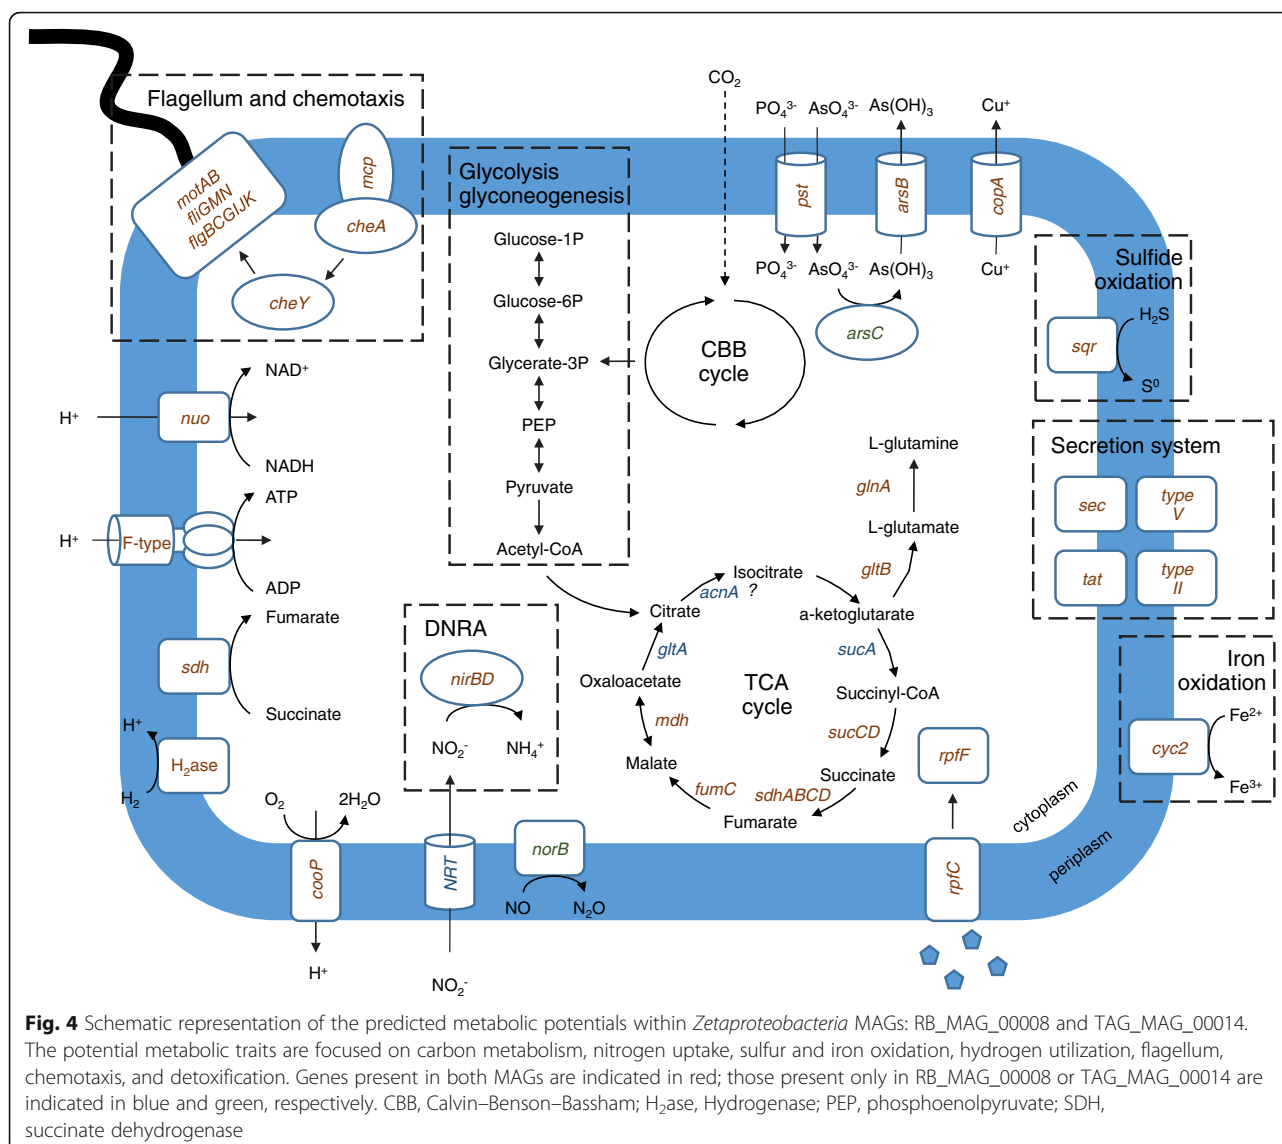 Flagellum and chemotaxis
motAB
fliGMN
flgBCGIJK
mcp
cheA
cheY
Glycolysis
glyconeogenesis
Glucose-1P
Glucose-6P
Glycerate-3P
PEP
Pyruvate
Acetyl-CoA
CO₂
CBB
cycle
PO₄³⁻ AsO₄³⁻ As(OH)₃ Cu⁺
pst
arsB
copA
PO₄³⁻ AsO₄³⁻ As(OH)₃ Cu⁺
arsC
Sulfide
oxidation
H₂S
sqr
S⁰
NAD⁺
H⁺
nuo
NADH
ATP
H⁺
F-type
ADP
Fumarate
sdh
Succinate
H⁺
H₂ase
H₂
L-glutamine
glnA
L-glutamate
gltB
Secretion system
sec
type
V
tat
type
II
DNRA
nirBD
NO₂⁻ NH₄⁺
Isocitrate
acnA ?
Citrate
a-ketoglutarate
gltA
sucA
Oxaloacetate
TCA
cycle
Succinyl-CoA
mdh
sucCD
Malate
Succinate
fumC
sdhABCD
Fumarate
Iron
oxidation
Fe²⁺
cyc2
Fe³⁺
rpfF
rpfC
cytoplasm
periplasm
O₂ 2H₂O
cooP
H⁺
NRT
NO₂⁻
norB
NO N₂O
Fig. 4 Schematic representation of the predicted metabolic potentials within Zetaproteobacteria MAGs: RB_MAG_00008 and TAG_MAG_00014.
The potential metabolic traits are focused on carbon metabolism, nitrogen uptake, sulfur and iron oxidation, hydrogen utilization, flagellum,
chemotaxis, and detoxification. Genes present in both MAGs are indicated in red; those present only in RB_MAG_00008 or TAG_MAG_00014 are
indicated in blue and green, respectively. CBB, Calvin–Benson–Bassham; H₂ase, Hydrogenase; PEP, phosphoenolpyruvate; SDH,
succinate dehydrogenase